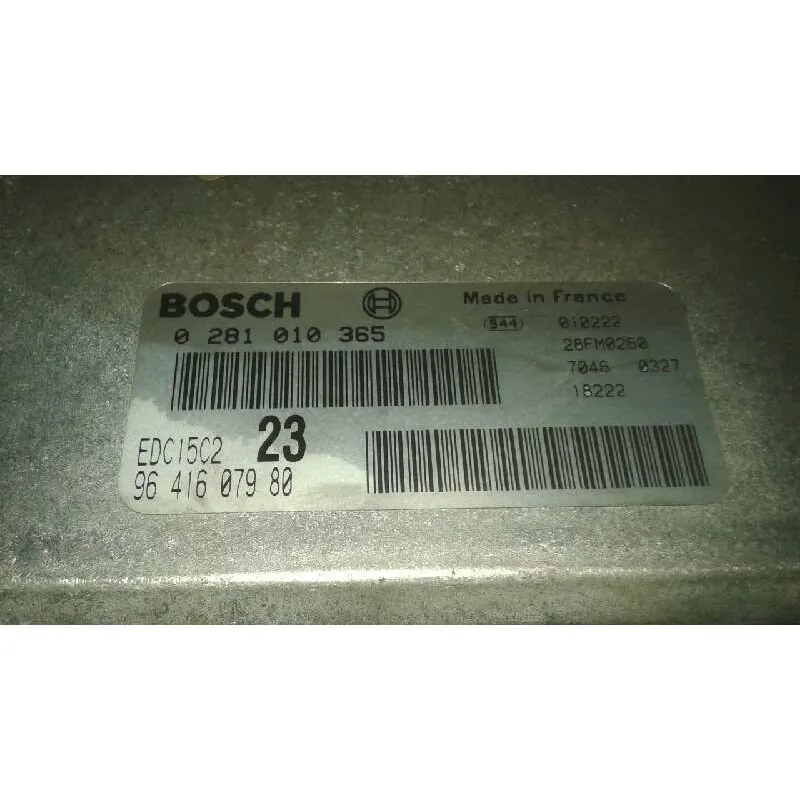 BOSCH
Made in France
0 281 010 365
944 010222
28FM0260
7046 0327
18222
EDC15C2 23
96 416 079 80